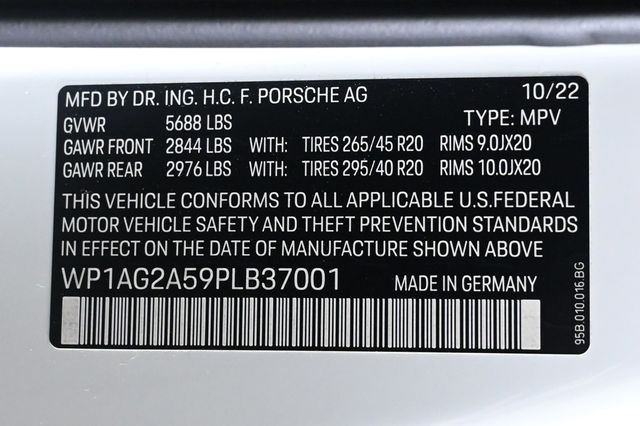 MFD BY DR. ING. H.C. F. PORSCHE AG 10/22
GVWR 5688 LBS TYPE: MPV
GAWR FRONT 2844 LBS WITH: TIRES 265/45 R20 RIMS 9.0JX20
GAWR REAR 2976 LBS WITH: TIRES 295/40 R20 RIMS 10.0JX20
THIS VEHICLE CONFORMS TO ALL APPLICABLE U.S.FEDERAL
MOTOR VEHICLE SAFETY AND THEFT PREVENTION STANDARDS
IN EFFECT ON THE DATE OF MANUFACTURE SHOWN ABOVE.
WP1AG2A59PLB37001 MADE IN GERMANY
95B.010.016.BG